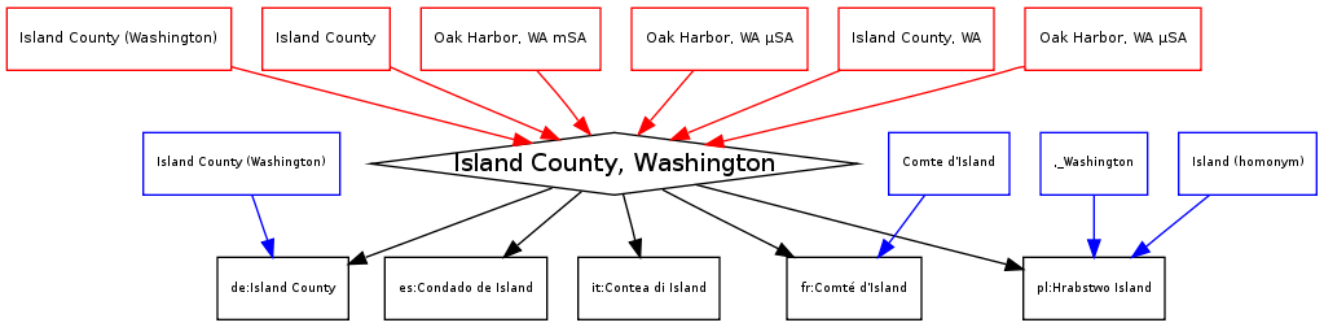 Island County (Washington)
Island County
Oak Harbor, WA mSA
Oak Harbor, WA µSA
Island County, WA
Oak Harbor, WA μSA
Island County (Washington)
Island County, Washington
Comte d'Island
,_Washington
Island (homonym)
de:Island County
es:Condado de Island
it:Contea di Island
fr:Comté d'Island
pl:Hrabstwo Island